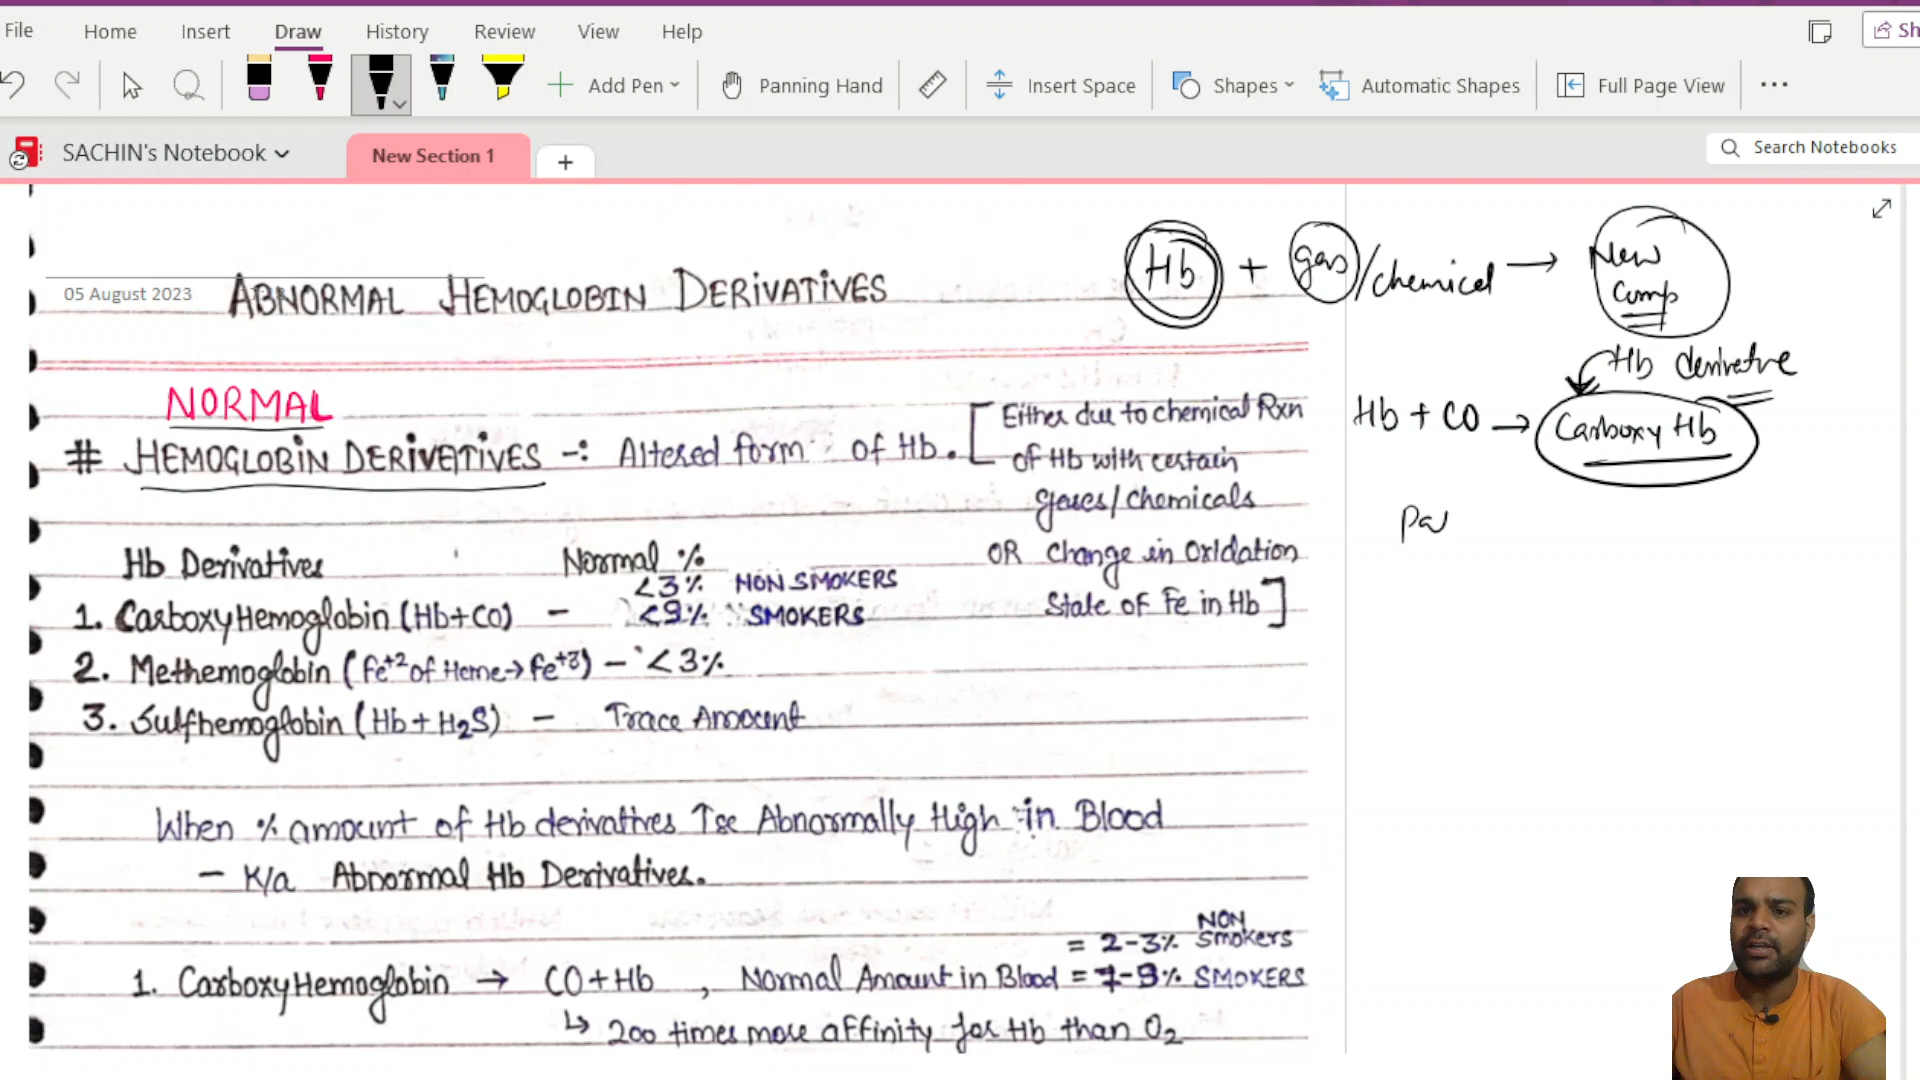 File Home Insert Draw History Review View Help Sh
Add Pen Panning Hand Insert Space Shapes Automatic Shapes Full Page View
SACHIN's Notebook New Section 1 + Search Notebooks
05 August 2023 ABNORMAL HEMOGLOBIN DERIVATIVES
Hb + gas/chemical → New
Comp
Hb derivative
Hb + CO → Carboxy Hb
NORMAL
# HEMOGLOBIN DERIVETIVES -: Altered form of Hb. [Either due to chemical Rxn
of Hb with certain
gases/chemicals
OR change in Oxidation
State of Fe in Hb]
Hb Derivatives Normal %
<3% NON SMOKERS
1. CarboxyHemoglobin (Hb+CO) - <9% SMOKERS
2. Methemoglobin (Fe+2 of Heme→Fe+3) - <3%
3. Sulfhemoglobin (Hb+H2S) - Trace Amount
When % amount of Hb derivatives ↑se Abnormally High in Blood
- K/a Abnormal Hb Derivatives.
= 2-3% NON Smokers
1. CarboxyHemoglobin → CO+Hb , Normal Amount in Blood = 7-9% SMOKERS
↳ 200 times more affinity for Hb than O2